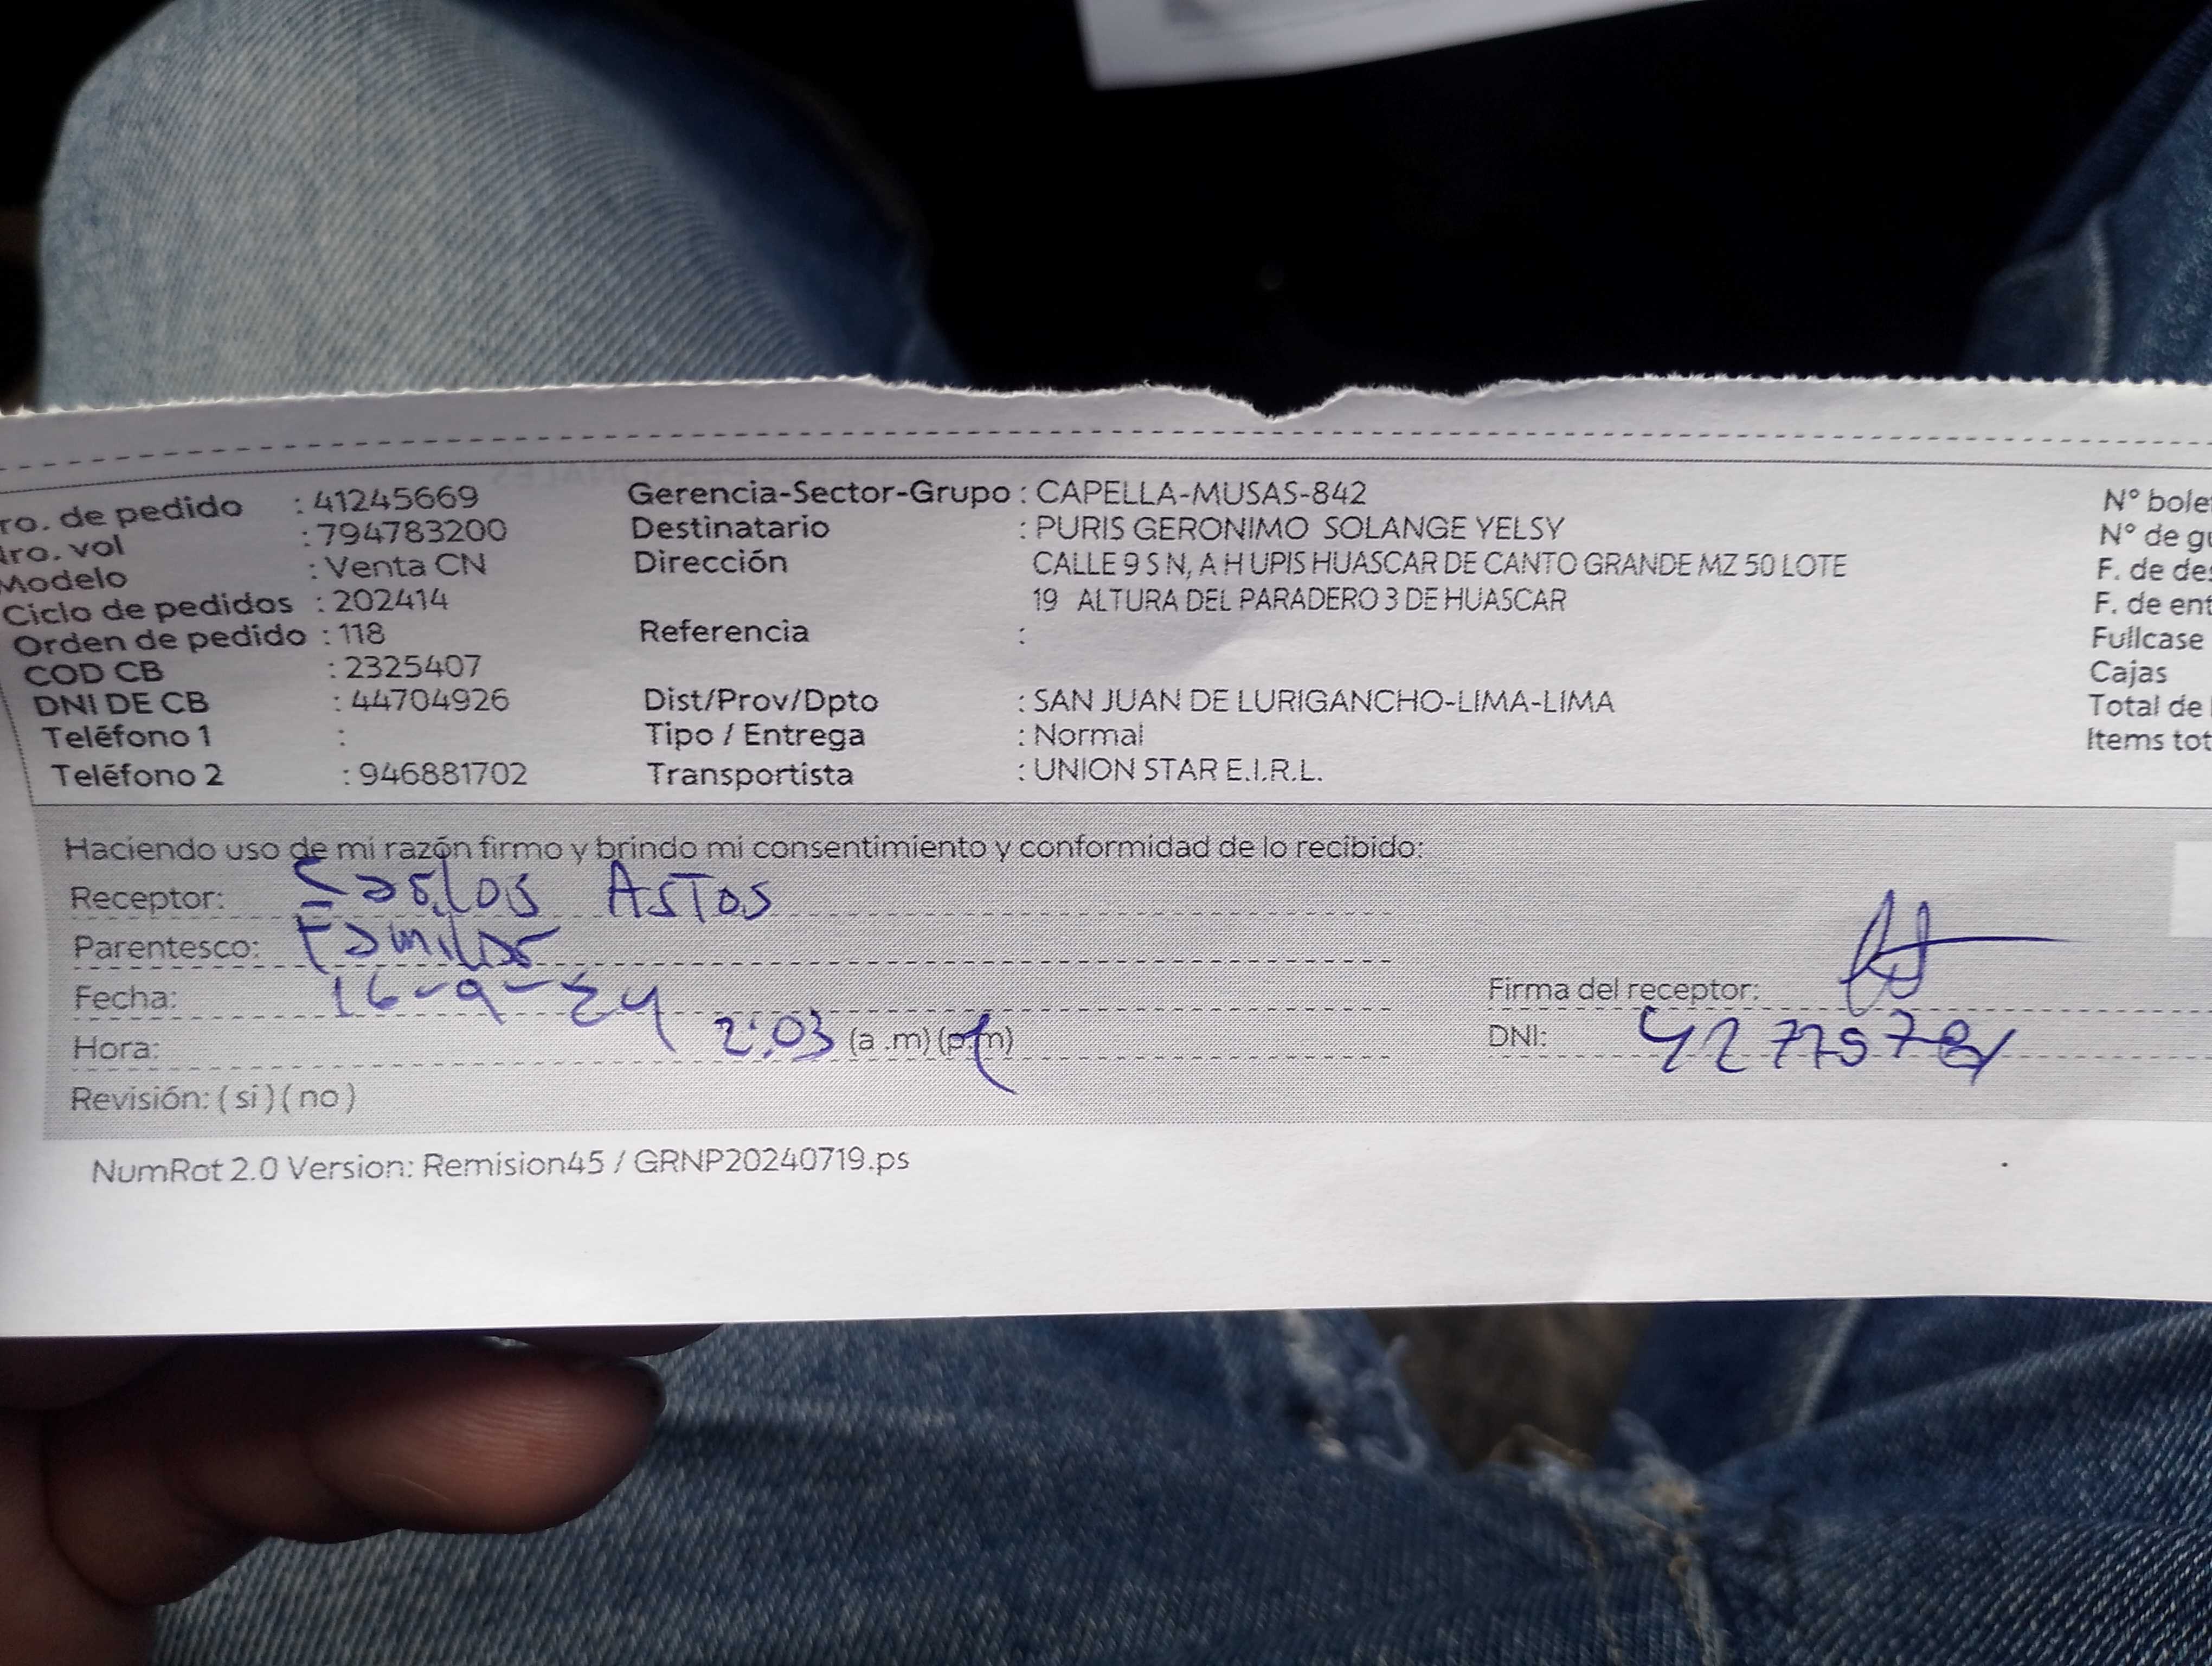 ro. de pedido : 41245669 Gerencia-Sector-Grupo : CAPELLA-MUSAS-842 N° bole
Nro. vol : 794783200 Destinatario : PURIS GERONIMO SOLANGE YELSY N° de gu
Modelo : Venta CN Dirección CALLE 9 S N, A H UPIS HUASCAR DE CANTO GRANDE MZ 50 LOTE F. de des
Ciclo de pedidos : 202414 19 ALTURA DEL PARADERO 3 DE HUASCAR F. de ent
Orden de pedido : 118 Referencia : Fullcase
COD CB : 2325407 Cajas
DNI DE CB : 44704926 Dist/Prov/Dpto : SAN JUAN DE LURIGANCHO-LIMA-LIMA Total de
Teléfono 1 : Tipo / Entrega : Normal Items tot
Teléfono 2 : 946881702 Transportista : UNION STAR E.I.R.L.
Haciendo uso de mi razón firmo y brindo mi consentimiento y conformidad de lo recibido:
Receptor: Carlos Astos
Parentesco: Familiar
Fecha: 16-9-24 Firma del receptor:
Hora: 2:03 (a .m) (p.m) DNI:
Revisión: ( si ) ( no )
NumRot 2.0 Version: Remision45 / GRNP20240719.ps